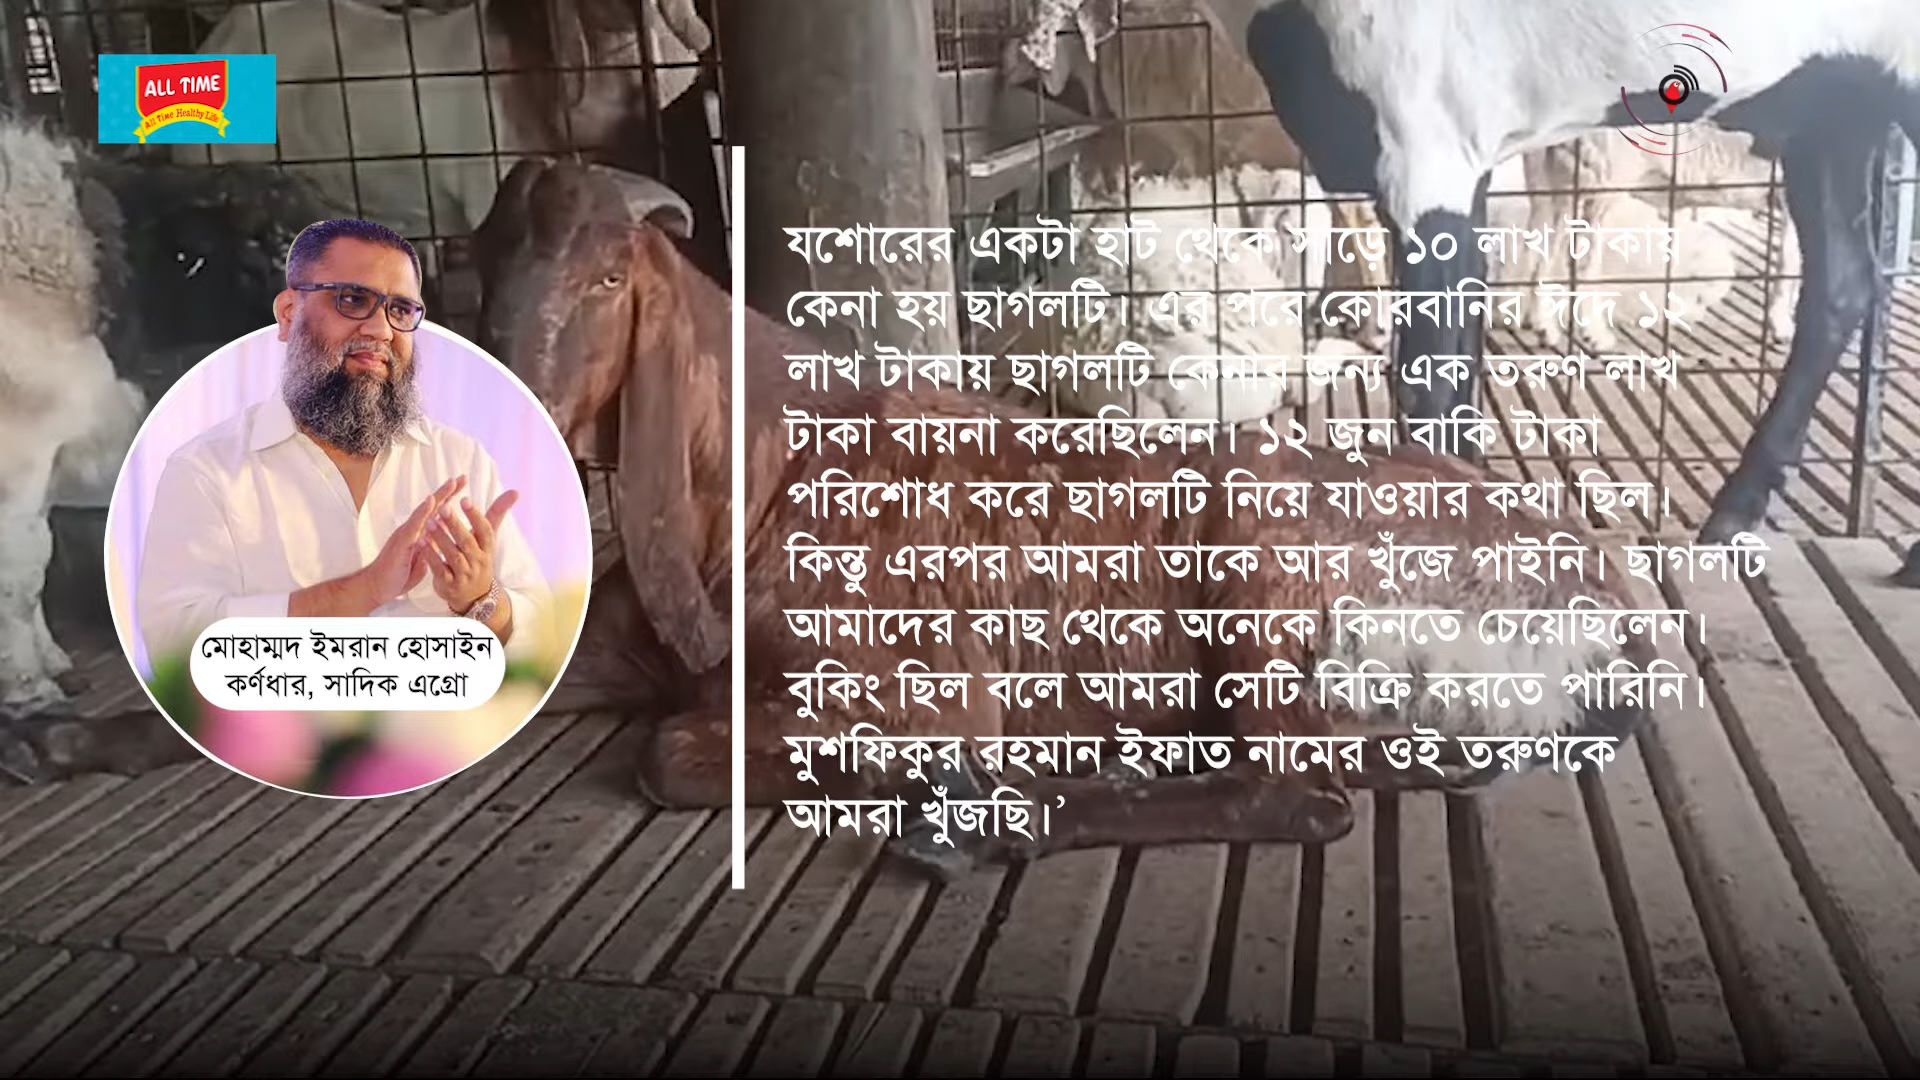 ALL TIME
All Time Healthy Life
মোহাম্মদ ইমরান হোসাইন
কর্ণধার, সাদিক এগ্রো
যশোরের একটা হাট থেকে সাড়ে ১০ লাখ টাকায়
কেনা হয় ছাগলটি। এর পরে কোরবানির ঈদে ১২
লাখ টাকায় ছাগলটি কেনার জন্য এক তরুণ লাখ
টাকা বায়না করেছিলেন। ১২ জুন বাকি টাকা
পরিশোধ করে ছাগলটি নিয়ে যাওয়ার কথা ছিল।
কিন্তু এরপর আমরা তাকে আর খুঁজে পাইনি। ছাগলটি
আমাদের কাছ থেকে অনেকে কিনতে চেয়েছিলেন।
বুকিং ছিল বলে আমরা সেটি বিক্রি করতে পারিনি।
মুশফিকুর রহমান ইফাত নামের ওই তরুণকে
আমরা খুঁজছি।’